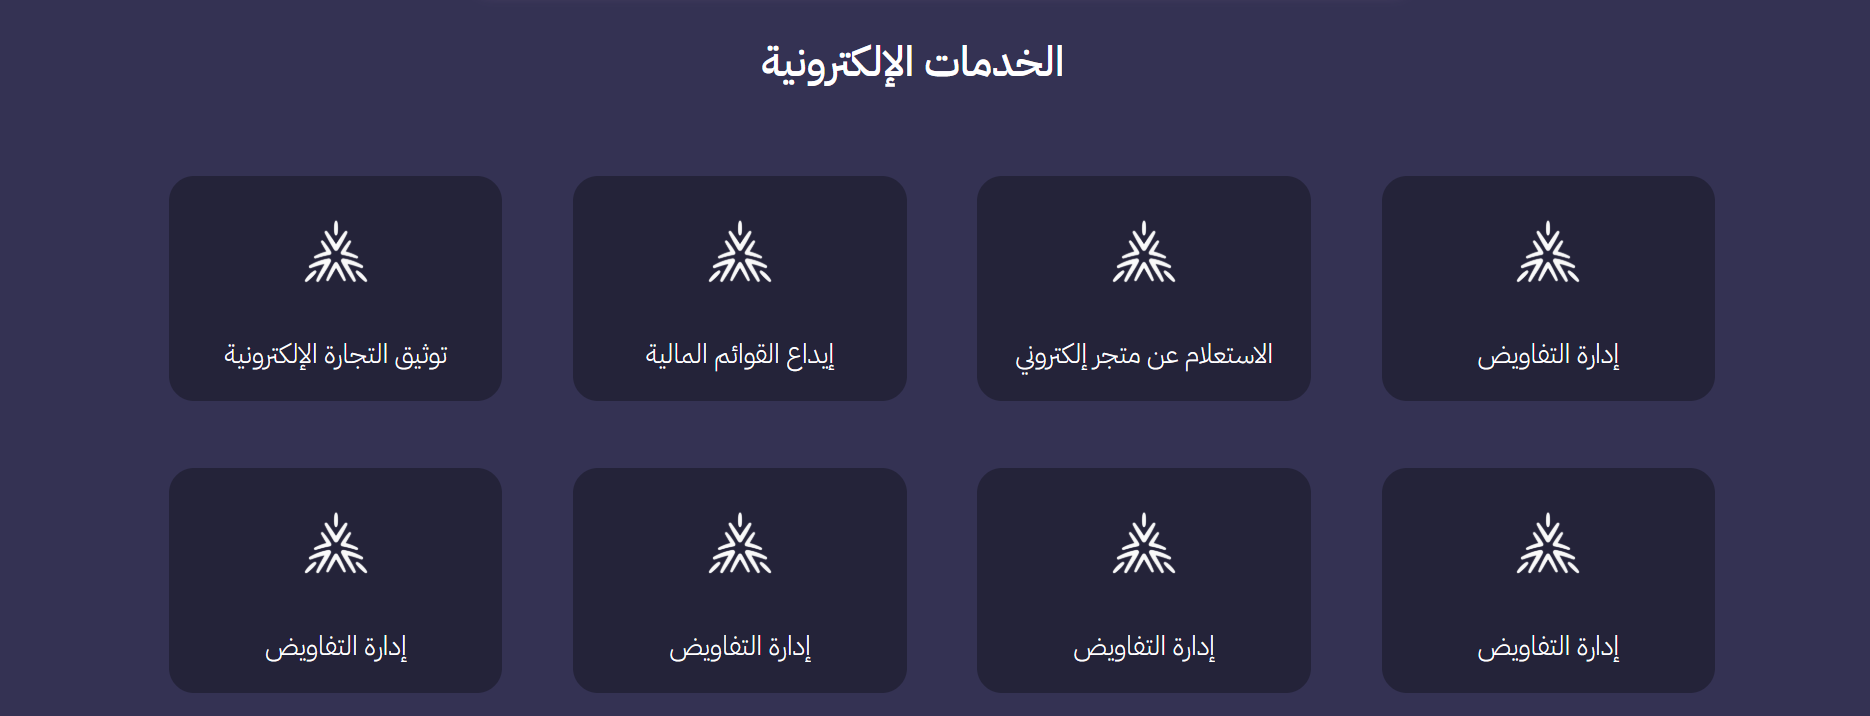 الخدمات الإلكترونية
إدارة التفاويض
الاستعلام عن متجر إلكتروني
إيداع القوائم المالية
توثيق التجارة الإلكترونية
إدارة التفاويض
إدارة التفاويض
إدارة التفاويض
إدارة التفاويض